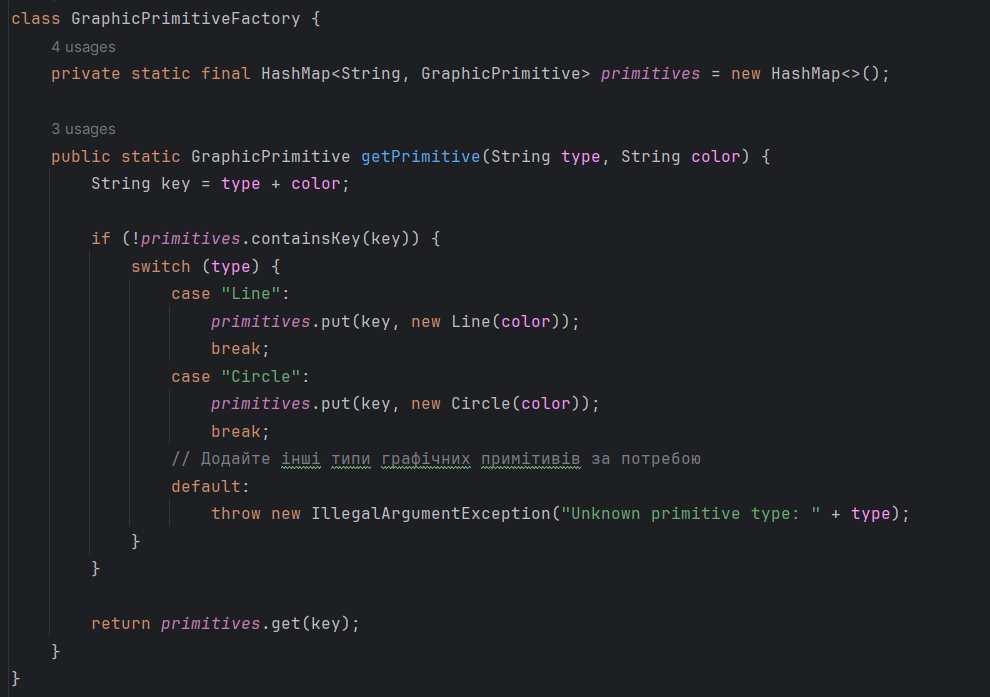 class GraphicPrimitiveFactory {
4 usages
private static final HashMap<String, GraphicPrimitive> primitives = new HashMap<>();
3 usages
public static GraphicPrimitive getPrimitive(String type, String color) {
String key = type + color;
if (!primitives.containsKey(key)) {
switch (type) {
case "Line":
primitives.put(key, new Line(color));
break;
case "Circle":
primitives.put(key, new Circle(color));
break;
// Додайте інші типи графічних примітивів за потребою
default:
throw new IllegalArgumentException("Unknown primitive type: " + type);
}
}
return primitives.get(key);
}
}